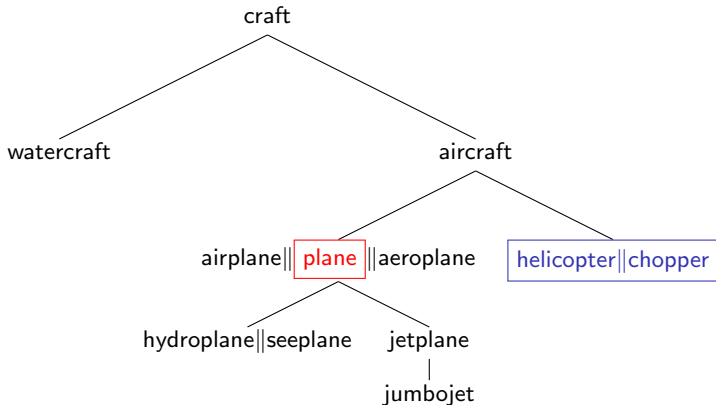 craft
watercraft aircraft
airplane||plane||aeroplane helicopter||chopper
hydroplane||seeplane jetplane
jumbojet